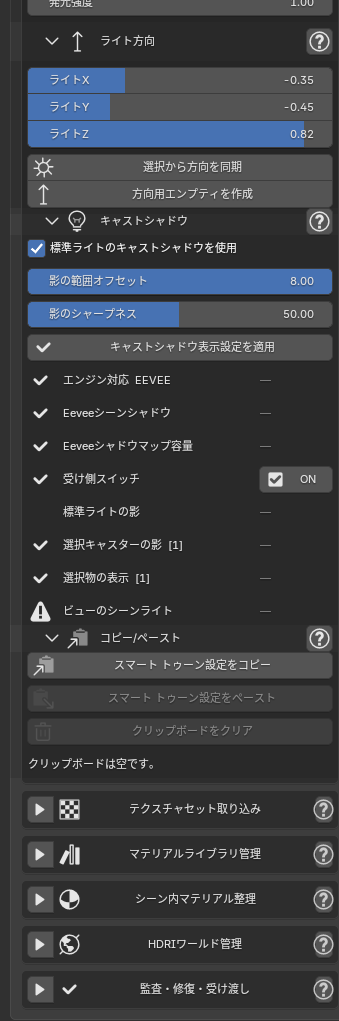 発光強度 1.00
ライト方向
ライトX -0.35
ライトY -0.45
ライトZ 0.82
選択から方向を同期
方向用エンプティを作成
キャストシャドウ
標準ライトのキャストシャドウを使用
影の範囲オフセット 8.00
影のシャープネス 50.00
キャストシャドウ表示設定を適用
エンジン対応 EEVEE —
Eeveeシーンシャドウ —
Eeveeシャドウマップ容量 —
受け側スイッチ ON
標準ライトの影 —
選択キャスターの影 [1] —
選択物の表示 [1] —
ビューのシーンライト —
コピー/ペースト
スマート トゥーン設定をコピー
スマート トゥーン設定をペースト
クリップボードをクリア
クリップボードは空です。
テクスチャセット取り込み
マテリアルライブラリ管理
シーン内マテリアル整理
HDRIワールド管理
監査・修復・受け渡し